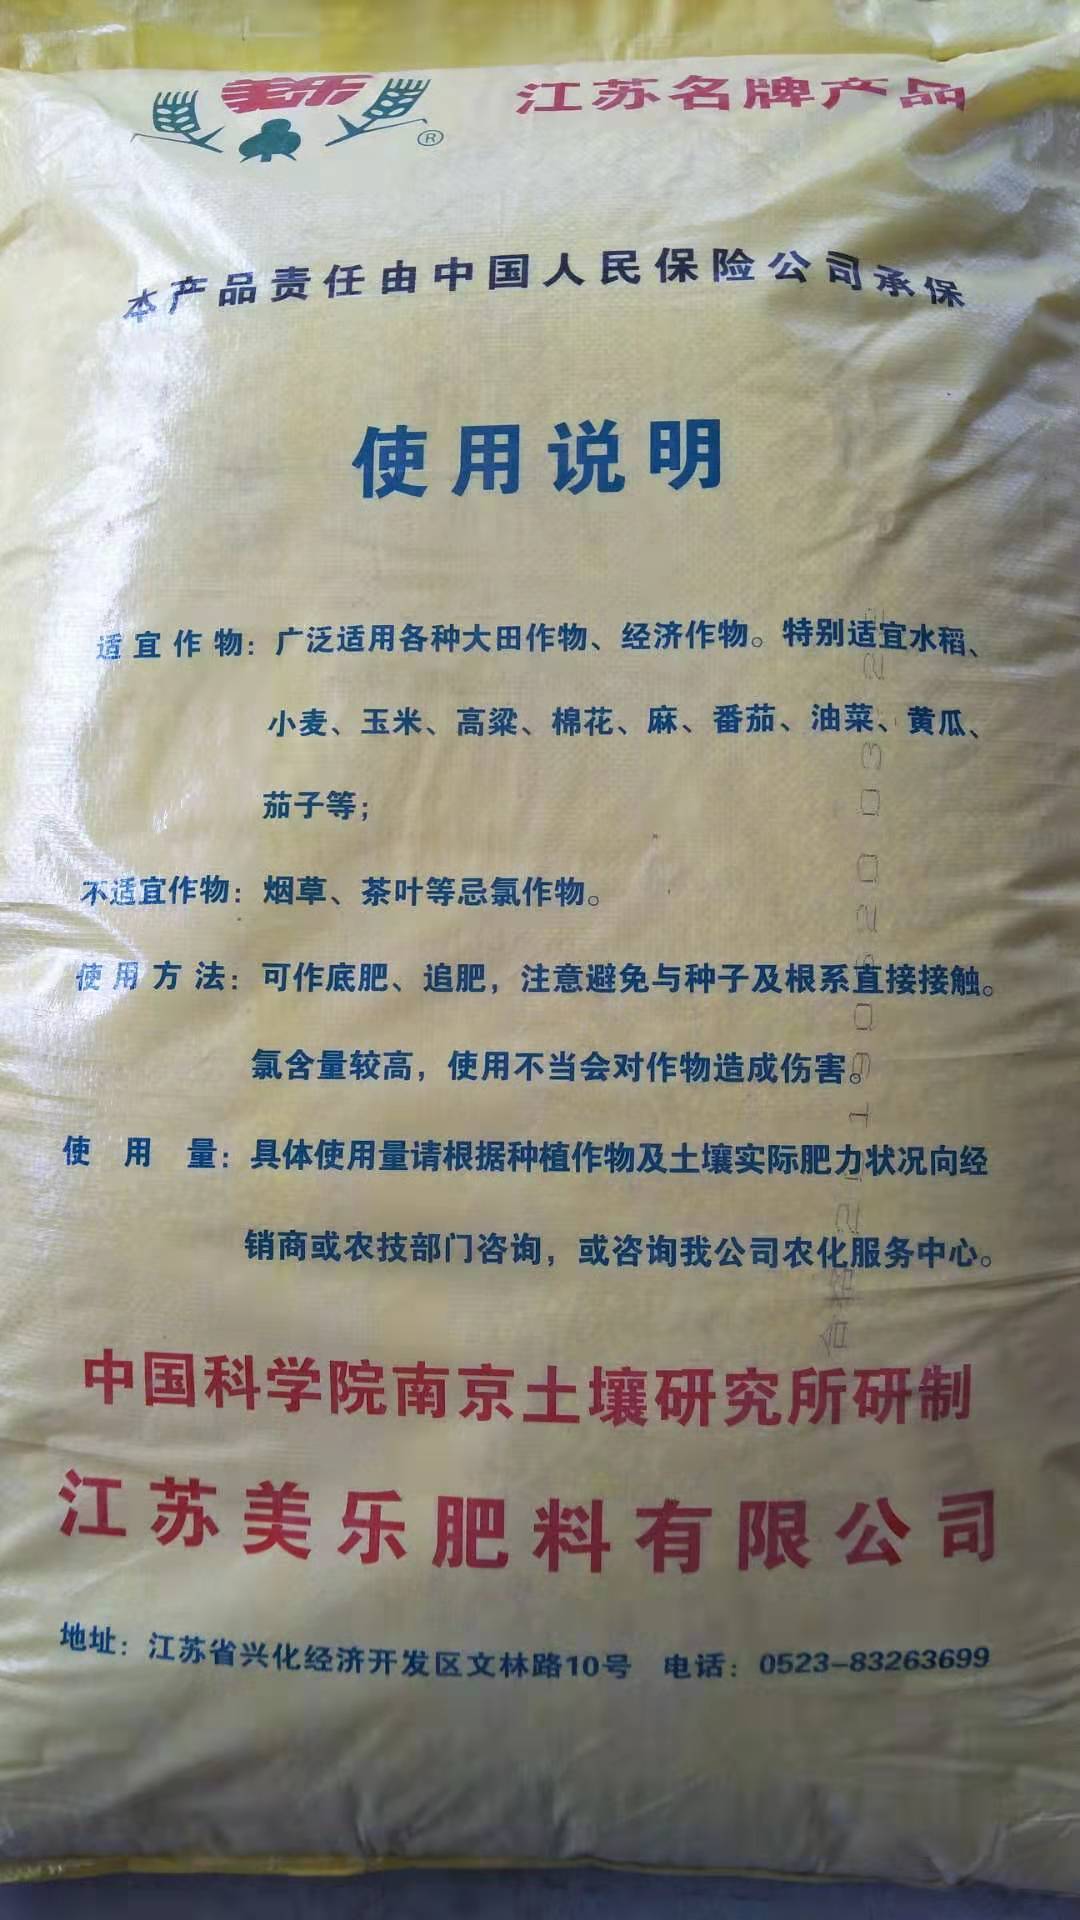 美乐 ® 江苏名牌产品
本产品责任由中国人民保险公司承保
使用说明
适宜作物：广泛适用各种大田作物、经济作物。特别适宜水稻、
小麦、玉米、高粱、棉花、麻、番茄、油菜、黄瓜、
茄子等；
不适宜作物：烟草、茶叶等忌氯作物。
使用方法：可作底肥、追肥，注意避免与种子及根系直接接触。
氯含量较高，使用不当会对作物造成伤害。
使用量：具体使用量请根据种植作物及土壤实际肥力状况向经
销商或农技部门咨询，或咨询我公司农化服务中心。
中国科学院南京土壤研究所研制
江苏美乐肥料有限公司
地址：江苏省兴化经济开发区文林路10号 电话：0523-83263699
合格